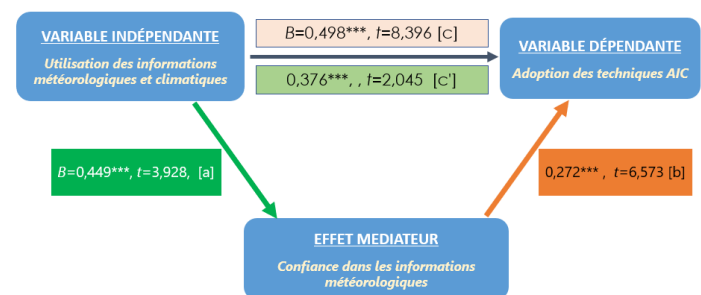 VARIABLE INDÉPENDANTE
Utilisation des informations
météorologiques et climatiques
B=0,498***, t=8,396 [C]
0,376***, , t=2,045 [C']
VARIABLE DÉPENDANTE
Adoption des techniques AIC
B=0,449***, t=3,928, [a]
0,272*** , t=6,573 [b]
EFFET MEDIATEUR
Confiance dans les informations
météorologiques